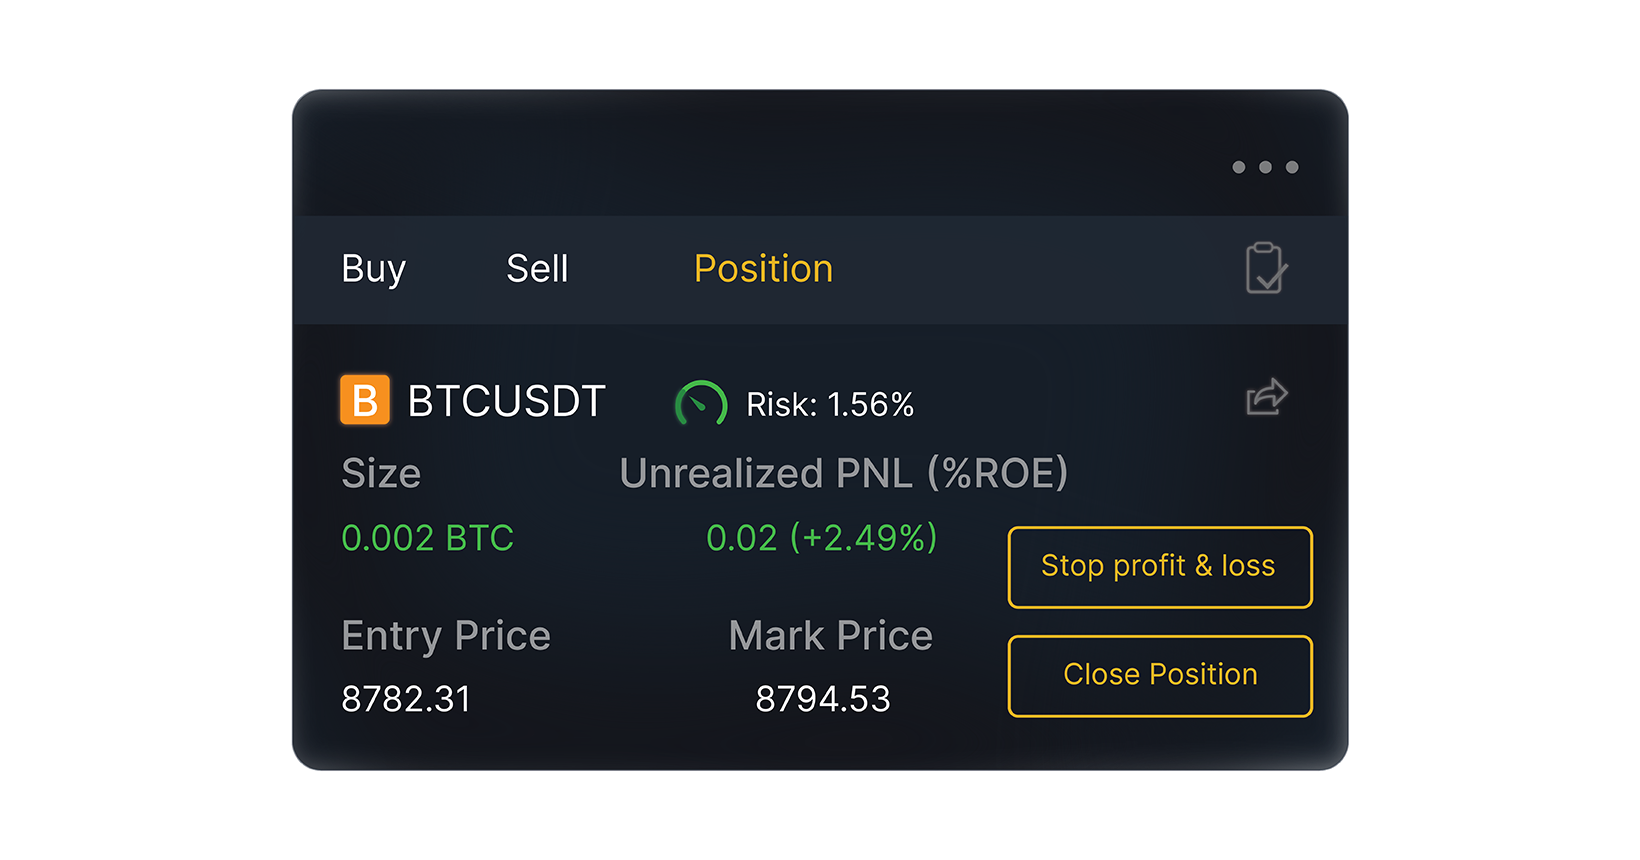 Buy Sell Position
B BTCUSDT Risk: 1.56%
Size Unrealized PNL (%ROE)
0.002 BTC 0.02 (+2.49%)
Stop profit & loss
Entry Price Mark Price
Close Position
8782.31 8794.53